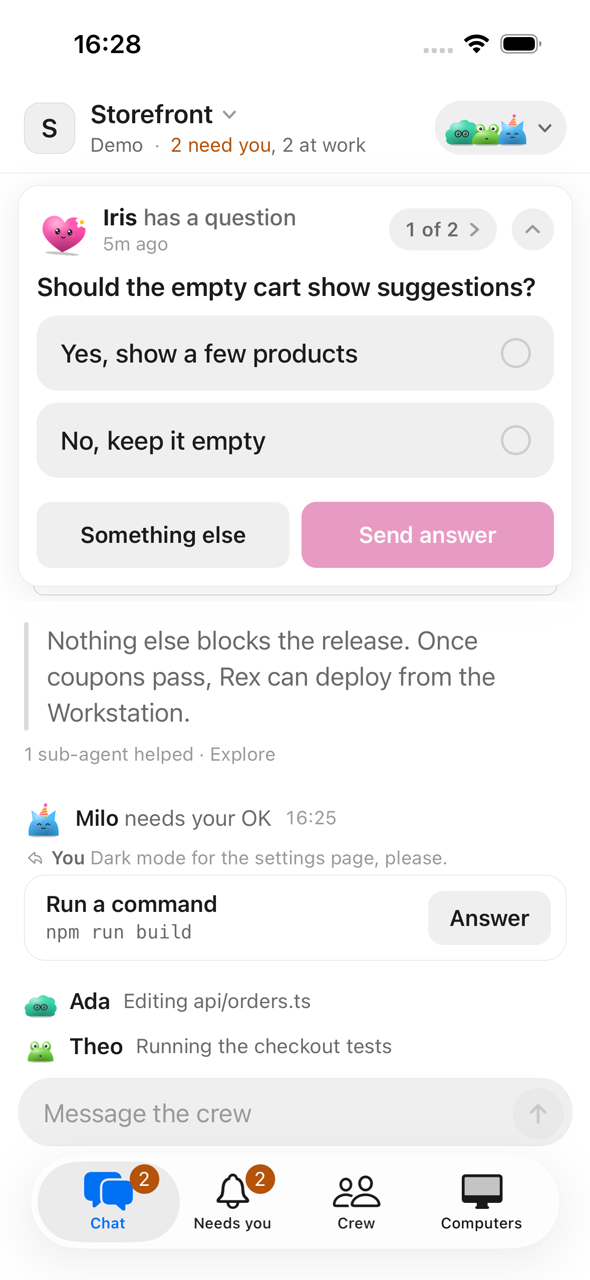 16:28
S
Storefront
Demo · 2 need you, 2 at work
Iris has a question
5m ago
1 of 2
Should the empty cart show suggestions?
Yes, show a few products
No, keep it empty
Something else
Send answer
Nothing else blocks the release. Once
coupons pass, Rex can deploy from the
Workstation.
1 sub-agent helped · Explore
Milo needs your OK 16:25
You Dark mode for the settings page, please.
Run a command
npm run build
Answer
Ada Editing api/orders.ts
Theo Running the checkout tests
Message the crew
2
Chat
2
Needs you
Crew
Computers